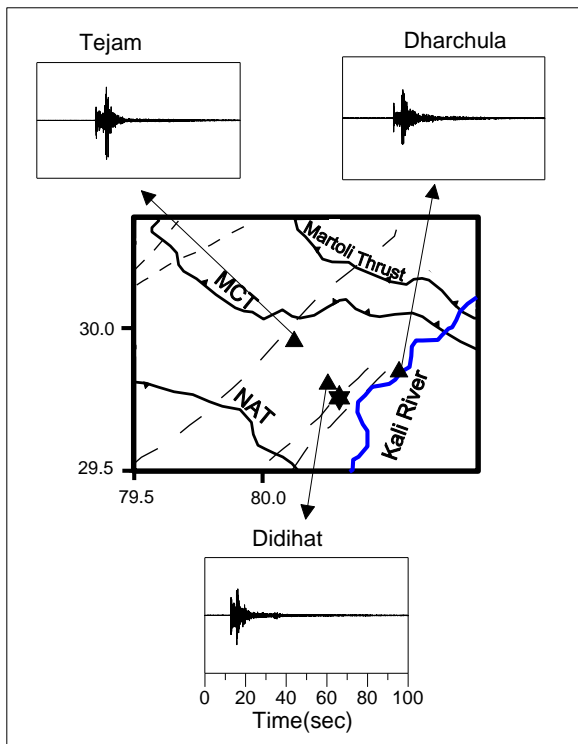 Tejam
Dharchula
Martoli Thrust
MCT
30.0
NAT
Kali River
29.5
79.5
80.0
Didihat
0 20 40 60 80 100
Time(sec)